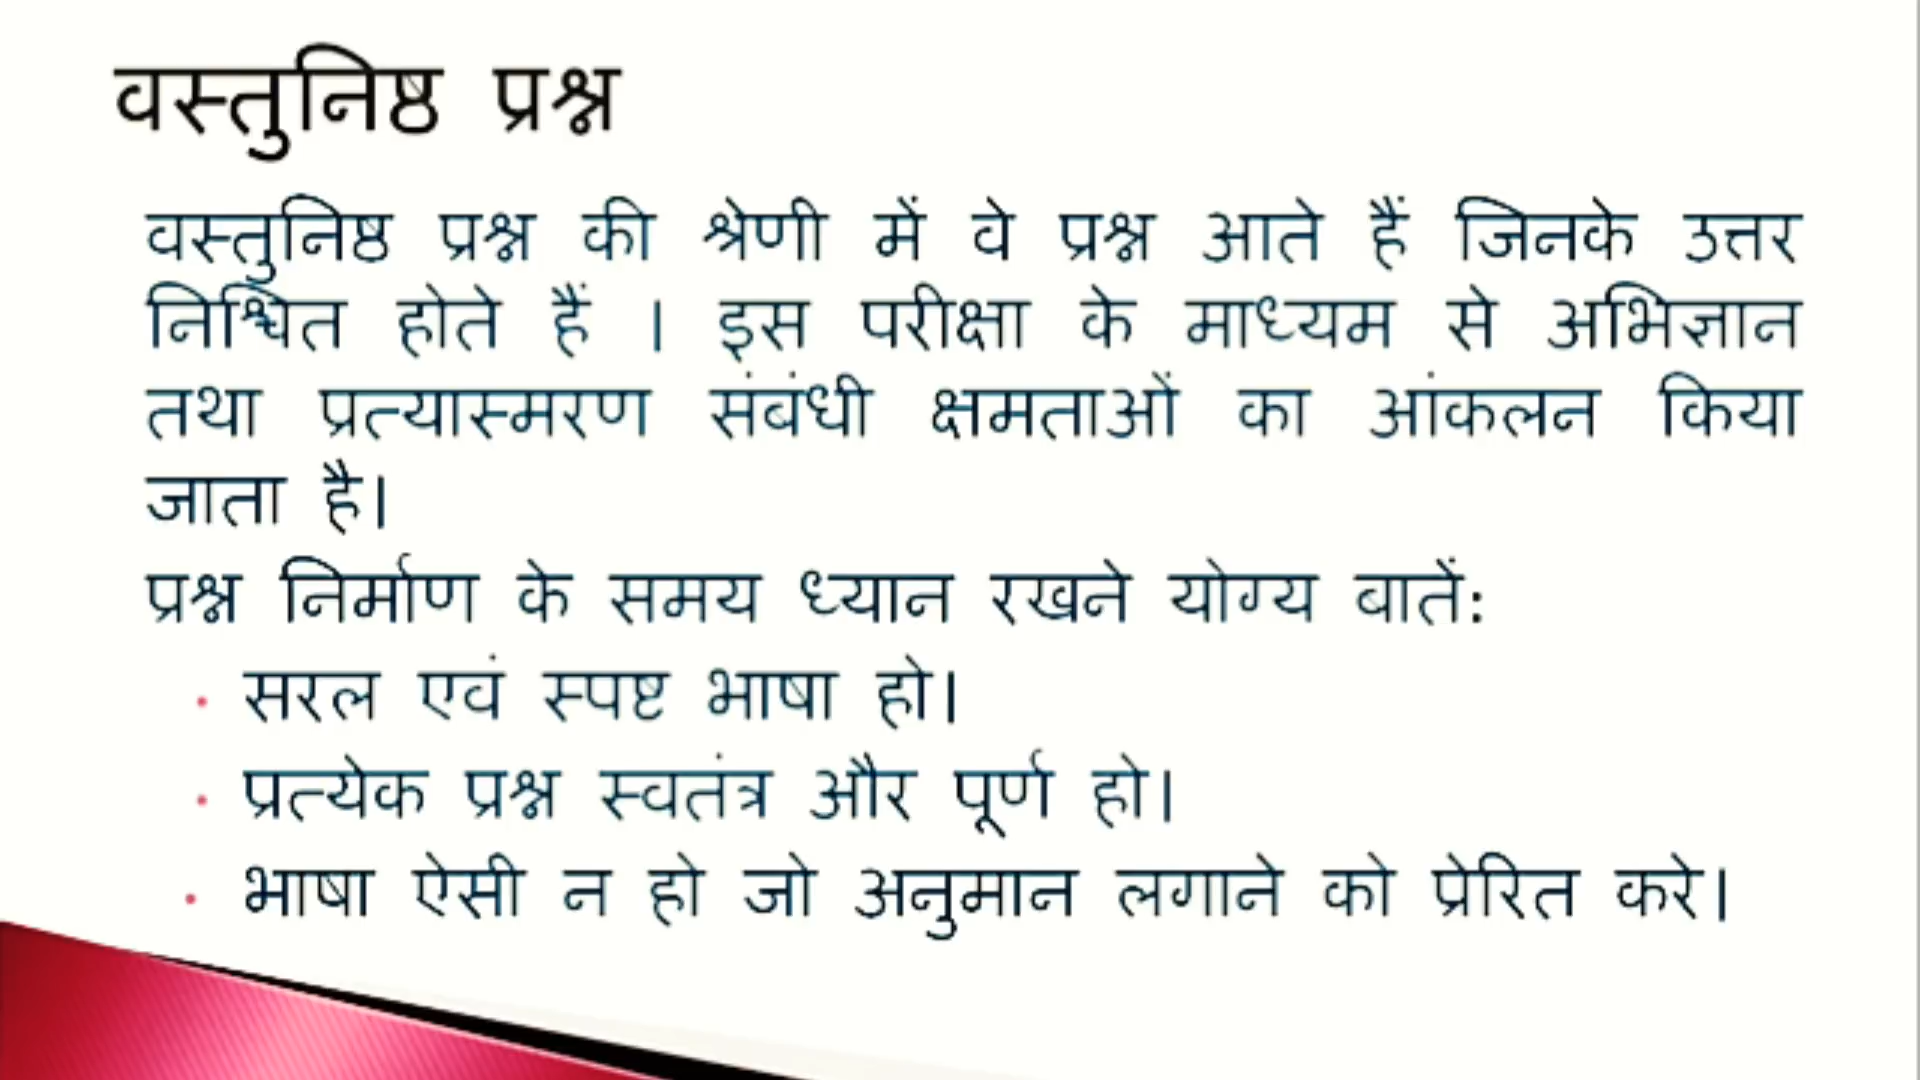 वस्तुनिष्ठ प्रश्न
वस्तुनिष्ठ प्रश्न की श्रेणी में वे प्रश्न आते हैं जिनके उत्तर
निश्चित होते हैं । इस परीक्षा के माध्यम से अभिज्ञान
तथा प्रत्यास्मरण संबंधी क्षमताओं का आंकलन किया
जाता है।
प्रश्न निर्माण के समय ध्यान रखने योग्य बातें:
• सरल एवं स्पष्ट भाषा हो।
• प्रत्येक प्रश्न स्वतंत्र और पूर्ण हो।
• भाषा ऐसी न हो जो अनुमान लगाने को प्रेरित करे।